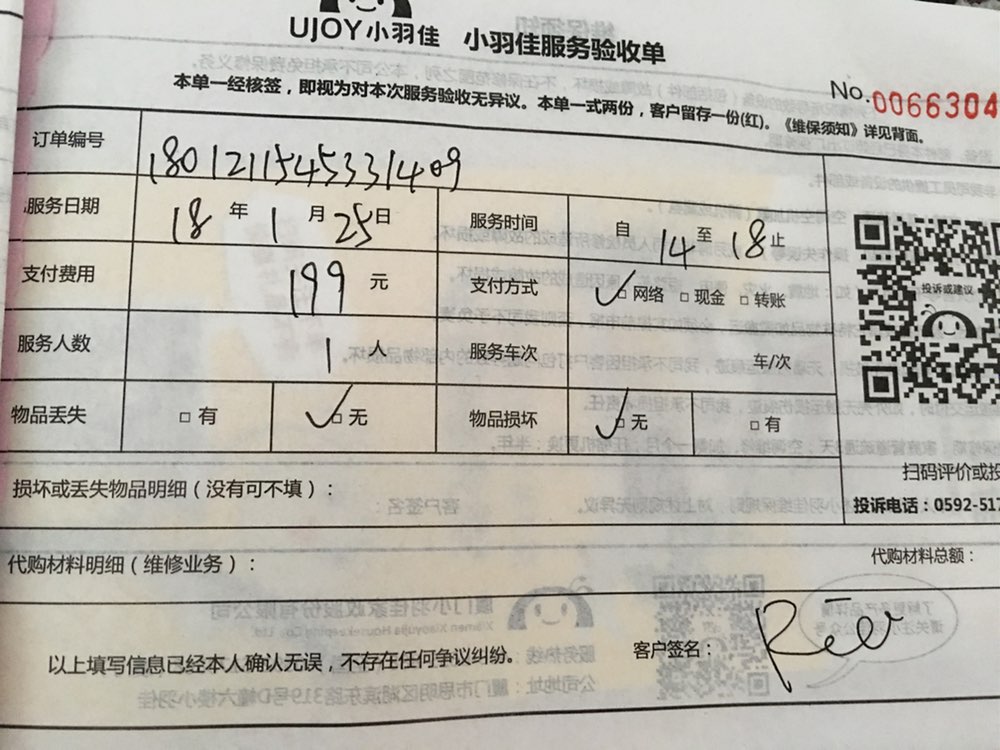 UJOY小羽佳 小羽佳服务验收单
No.0066304
本单一经核签，即视为对本次服务验收无异议。本单一式两份，客户留存一份(红)。《维保须知》详见背面。
订单编号 1801211545331409
服务日期 18 年 1 月 25 日 服务时间 自 14 至 18 止
支付费用 199 元 支付方式 ✓□网络 □现金 □转账
投诉或建议
服务人数 1 人 服务车次 车/次
物品丢失 □有 ✓□无 物品损坏 ✓□无 □有
扫码评价或投
损坏或丢失物品明细（没有可不填）：
投诉电话：0592-517
代购材料明细（维修业务）： 代购材料总额：
以上填写信息已经本人确认无误，不存在任何争议纠纷。 客户签名：